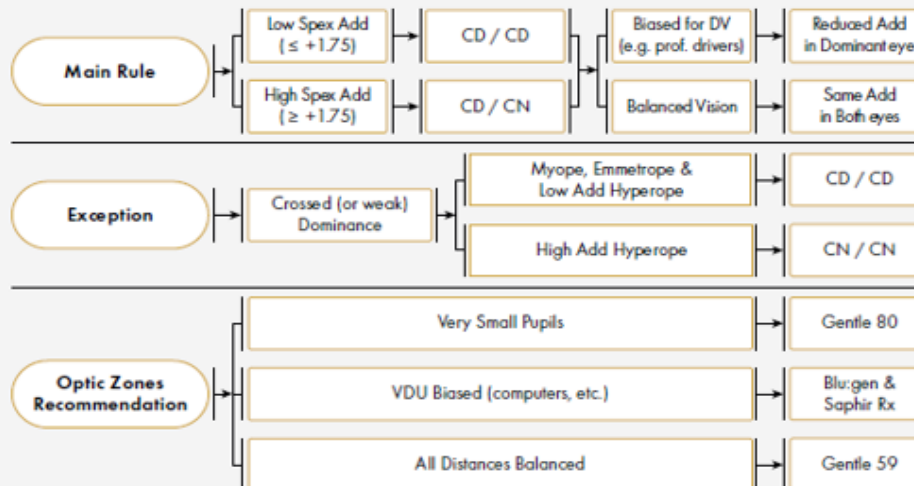 Main Rule
Low Spex Add
( ≤ +1.75)
CD / CD
High Spex Add
( ≥ +1.75)
CD / CN
Biased for DV
(e.g. prof. drivers)
Reduced Add
in Dominant eye
Balanced Vision
Same Add
in Both eyes
Exception
Crossed (or weak)
Dominance
Myope, Emmetrope &
Low Add Hyperope
CD / CD
High Add Hyperope
CN / CN
Optic Zones
Recommendation
Very Small Pupils
Gentle 80
VDU Biased (computers, etc.)
Blu:gen &
Saphir Rx
All Distances Balanced
Gentle 59